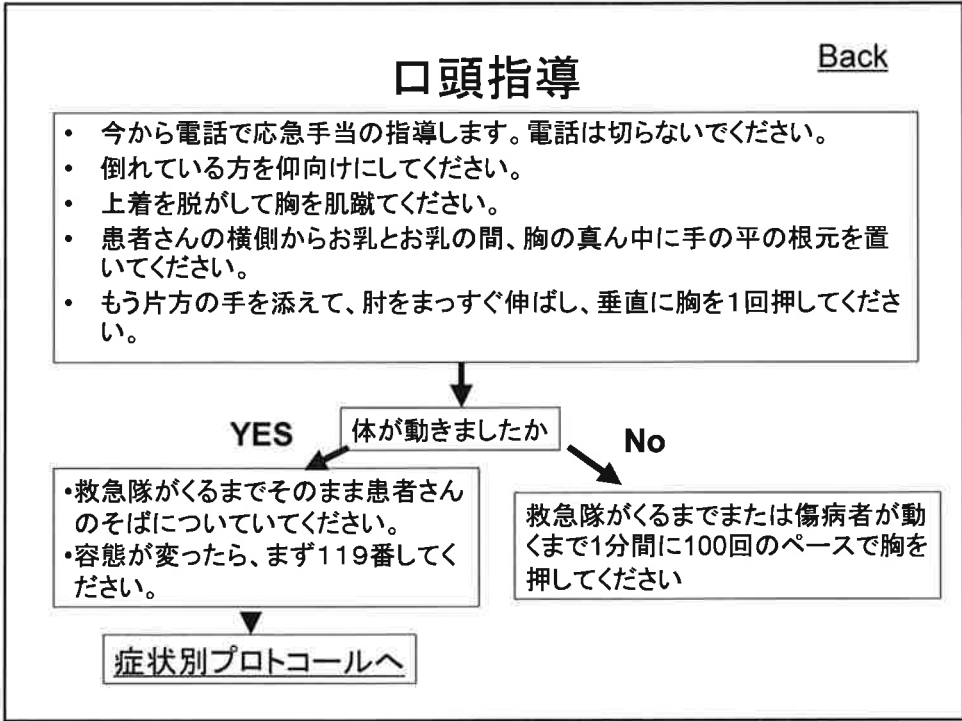 Back
口頭指導
• 今から電話で応急手当の指導します。電話は切らないでください。
• 倒れている方を仰向けにしてください。
• 上着を脱がして胸を肌蹴てください。
• 患者さんの横側からお乳とお乳の間、胸の真ん中に手の平の根元を置
いてください。
• もう片方の手を添えて、肘をまっすぐ伸ばし、垂直に胸を1回押してくださ
い。
体が動きましたか
YES
No
•救急隊がくるまでそのまま患者さん
のそばについていてください。
•容態が変ったら、まず119番してく
ださい。
救急隊がくるまでまたは傷病者が動
くまで1分間に100回のペースで胸を
押してください
症状別プロトコールへ